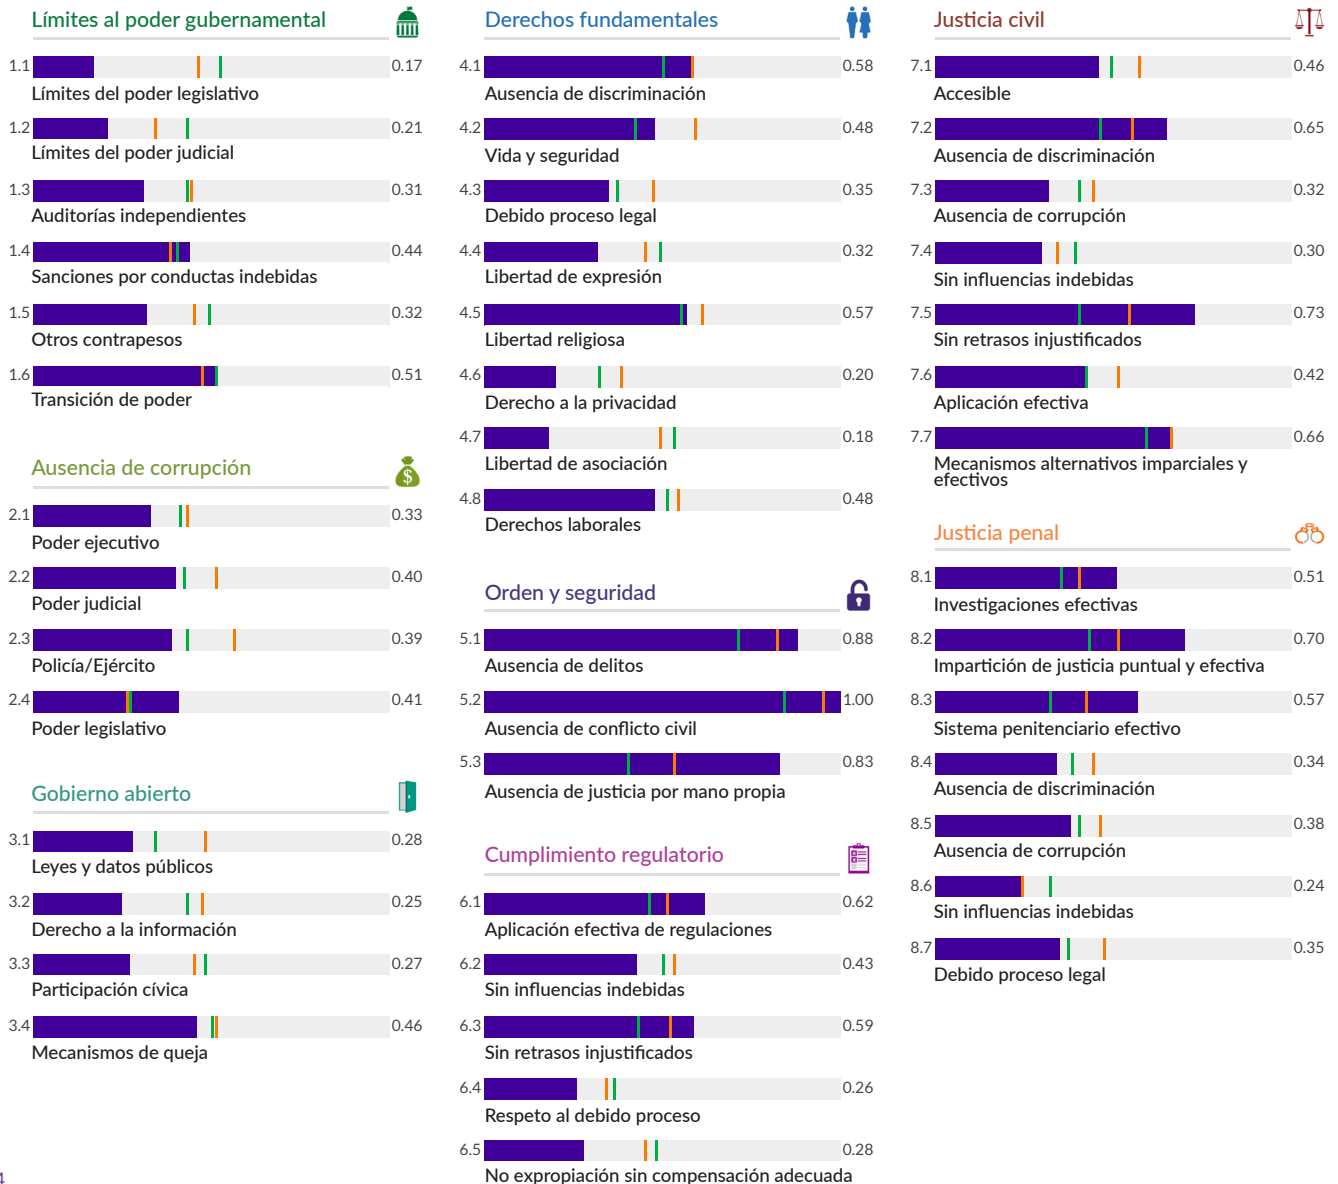 Límites al poder gubernamental
1.1 0.17
Límites del poder legislativo
1.2 0.21
Límites del poder judicial
1.3 0.31
Auditorías independientes
1.4 0.44
Sanciones por conductas indebidas
1.5 0.32
Otros contrapesos
1.6 0.51
Transición de poder
Ausencia de corrupción
$
2.1 0.33
Poder ejecutivo
2.2 0.40
Poder judicial
2.3 0.39
Policía/Ejército
2.4 0.41
Poder legislativo
Gobierno abierto
3.1 0.28
Leyes y datos públicos
3.2 0.25
Derecho a la información
3.3 0.27
Participación cívica
3.4 0.46
Mecanismos de queja
4
Derechos fundamentales
4.1 0.58
Ausencia de discriminación
4.2 0.48
Vida y seguridad
4.3 0.35
Debido proceso legal
4.4 0.32
Libertad de expresión
4.5 0.57
Libertad religiosa
4.6 0.20
Derecho a la privacidad
4.7 0.18
Libertad de asociación
4.8 0.48
Derechos laborales
Orden y seguridad
5.1 0.88
Ausencia de delitos
5.2 1.00
Ausencia de conflicto civil
5.3 0.83
Ausencia de justicia por mano propia
Cumplimiento regulatorio
6.1 0.62
Aplicación efectiva de regulaciones
6.2 0.43
Sin influencias indebidas
6.3 0.59
Sin retrasos injustificados
6.4 0.26
Respeto al debido proceso
6.5 0.28
No expropiación sin compensación adecuada
Justicia civil
7.1 0.46
Accesible
7.2 0.65
Ausencia de discriminación
7.3 0.32
Ausencia de corrupción
7.4 0.30
Sin influencias indebidas
7.5 0.73
Sin retrasos injustificados
7.6 0.42
Aplicación efectiva
7.7 0.66
Mecanismos alternativos imparciales y
efectivos
Justicia penal
8.1 0.51
Investigaciones efectivas
8.2 0.70
Impartición de justicia puntual y efectiva
8.3 0.57
Sistema penitenciario efectivo
8.4 0.34
Ausencia de discriminación
8.5 0.38
Ausencia de corrupción
8.6 0.24
Sin influencias indebidas
8.7 0.35
Debido proceso legal